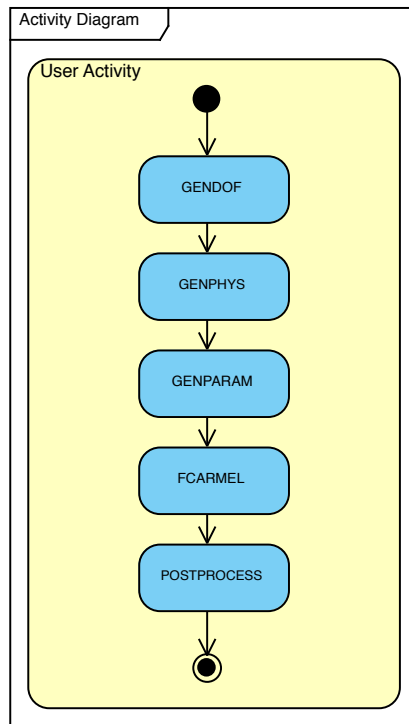 Activity Diagram
User Activity
GENDOF
GENPHYS
GENPARAM
FCARMEL
POSTPROCESS